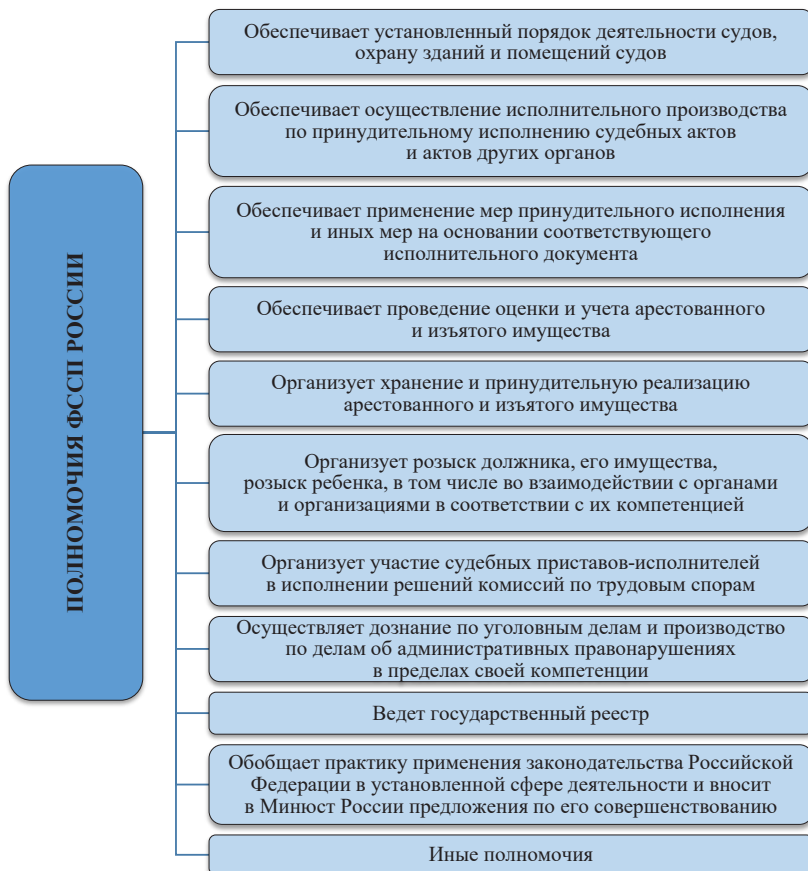 ПОЛНОМОЧИЯ ФССП РОССИИ
Обеспечивает установленный порядок деятельности судов,
охрану зданий и помещений судов
Обеспечивает осуществление исполнительного производства
по принудительному исполнению судебных актов
и актов других органов
Обеспечивает применение мер принудительного исполнения
и иных мер на основании соответствующего
исполнительного документа
Обеспечивает проведение оценки и учета арестованного
и изъятого имущества
Организует хранение и принудительную реализацию
арестованного и изъятого имущества
Организует розыск должника, его имущества,
розыск ребенка, в том числе во взаимодействии с органами
и организациями в соответствии с их компетенцией
Организует участие судебных приставов-исполнителей
в исполнении решений комиссий по трудовым спорам
Осуществляет дознание по уголовным делам и производство
по делам об административных правонарушениях
в пределах своей компетенции
Ведет государственный реестр
Обобщает практику применения законодательства Российской
Федерации в установленной сфере деятельности и вносит
в Минюст России предложения по его совершенствованию
Иные полномочия